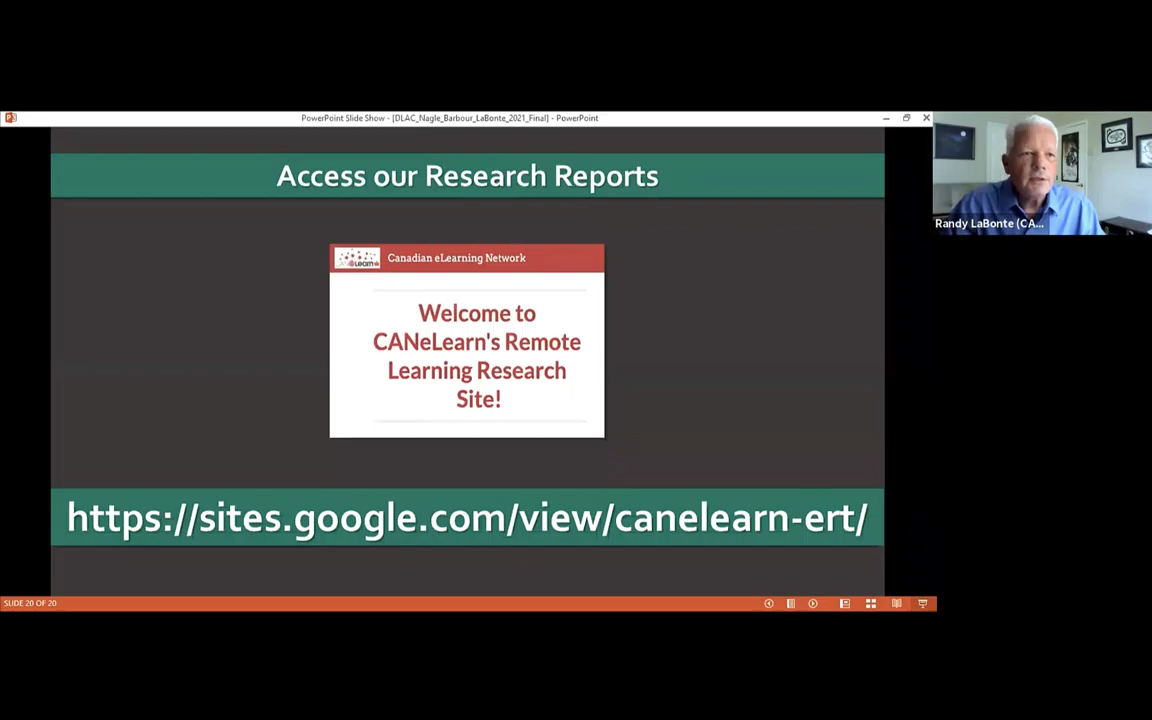 PowerPoint Slide Show - [DLAC_Nagle_Barbour_LaBonte_2021_Final] - PowerPoint
Access our Research Reports
Randy LaBonte (CA...
Learn
Canadian eLearning Network
Welcome to
CANeLearn's Remote
Learning Research
Site!
https://sites.google.com/view/canelearn-ert/
SLIDE 20 OF 20